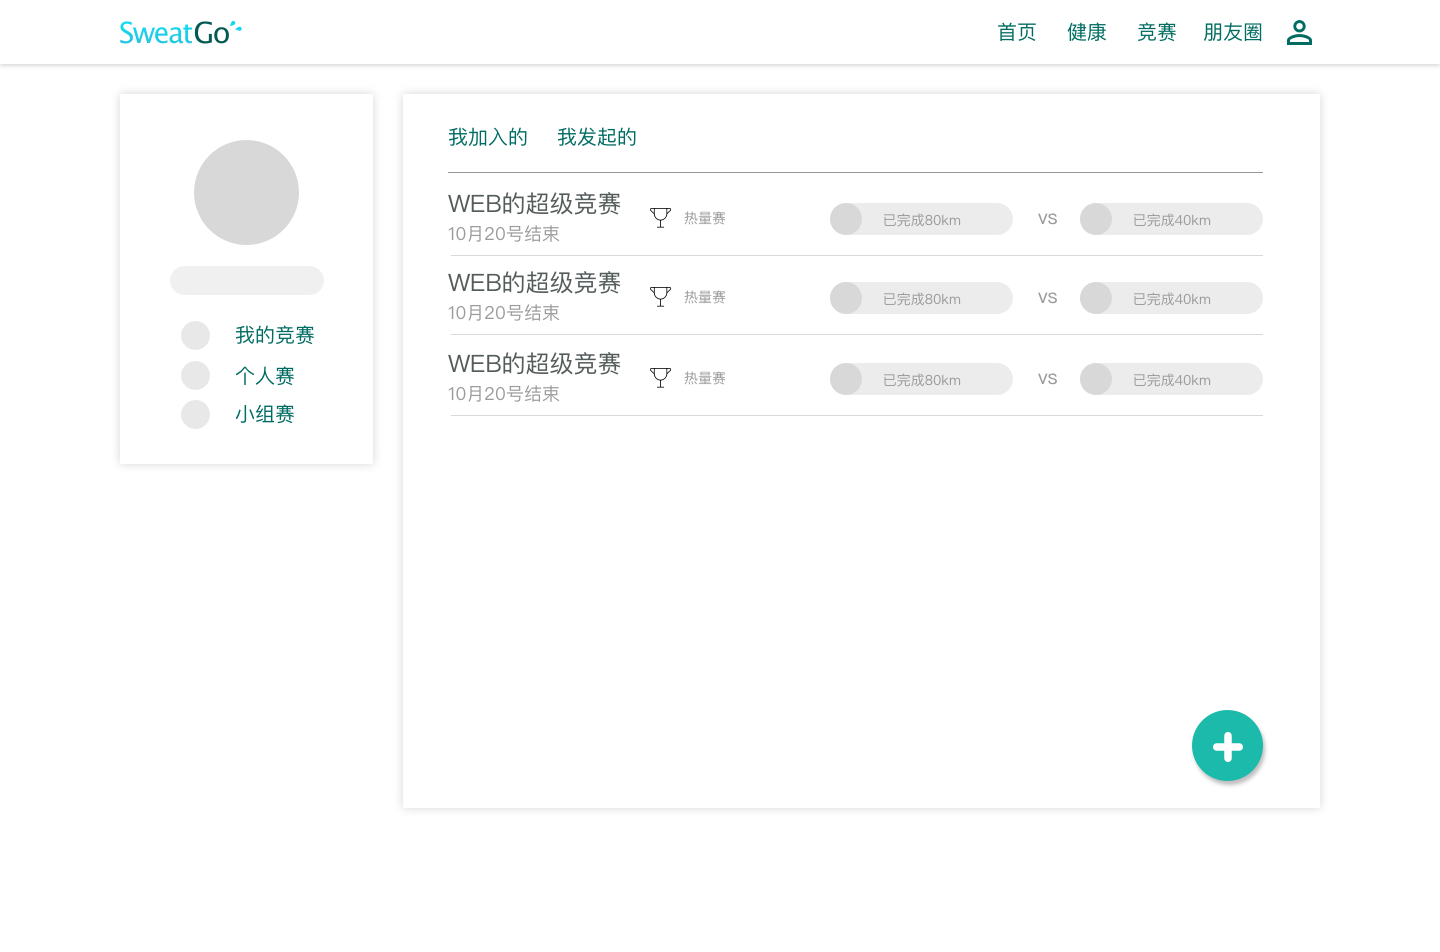 SweatGo
首页 健康 竞赛 朋友圈
我的竞赛
个人赛
小组赛
我加入的 我发起的
WEB的超级竞赛
10月20号结束
热量赛
已完成80km VS 已完成40km
WEB的超级竞赛
10月20号结束
热量赛
已完成80km VS 已完成40km
WEB的超级竞赛
10月20号结束
热量赛
已完成80km VS 已完成40km